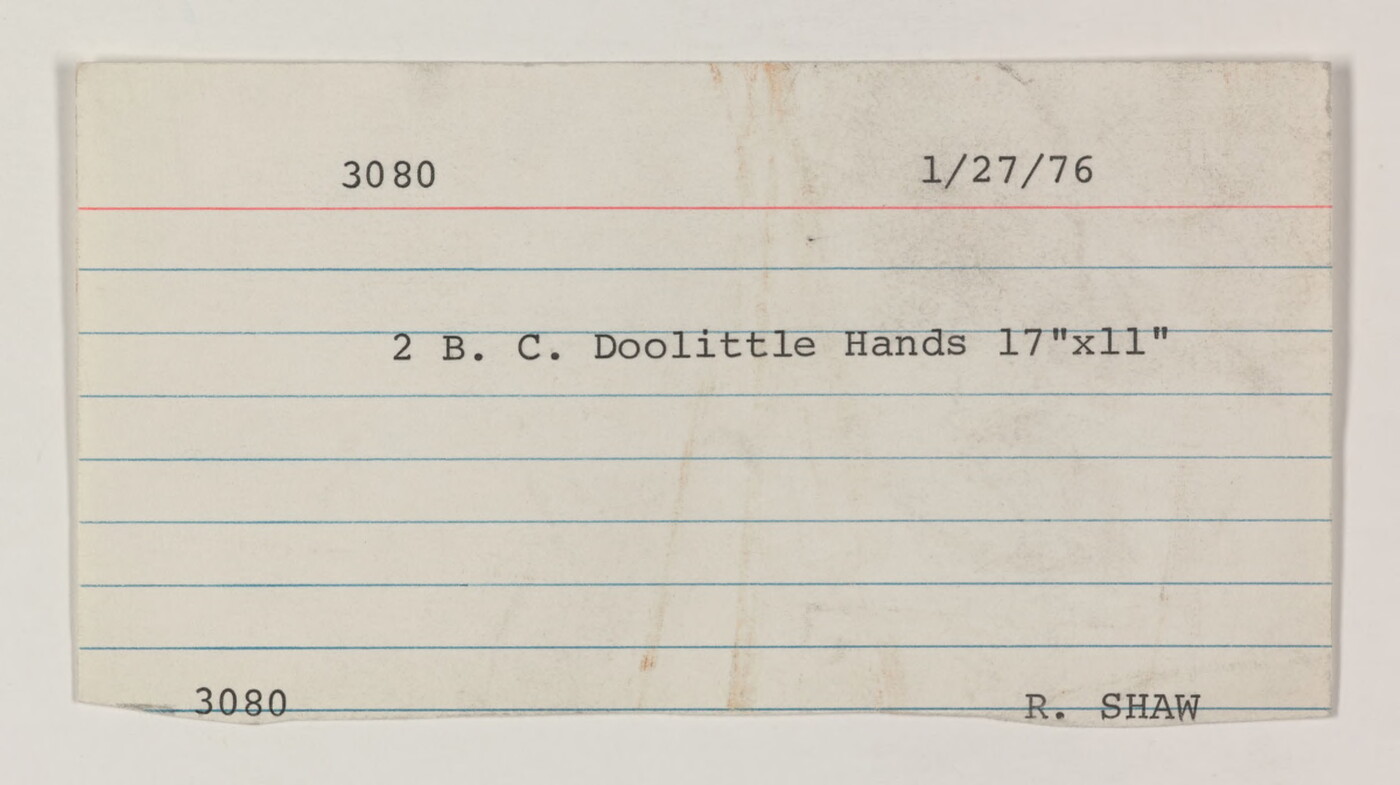 3080 1/27/76
2 B. C. Doolittle Hands 17"x11"
3080 R. SHAW